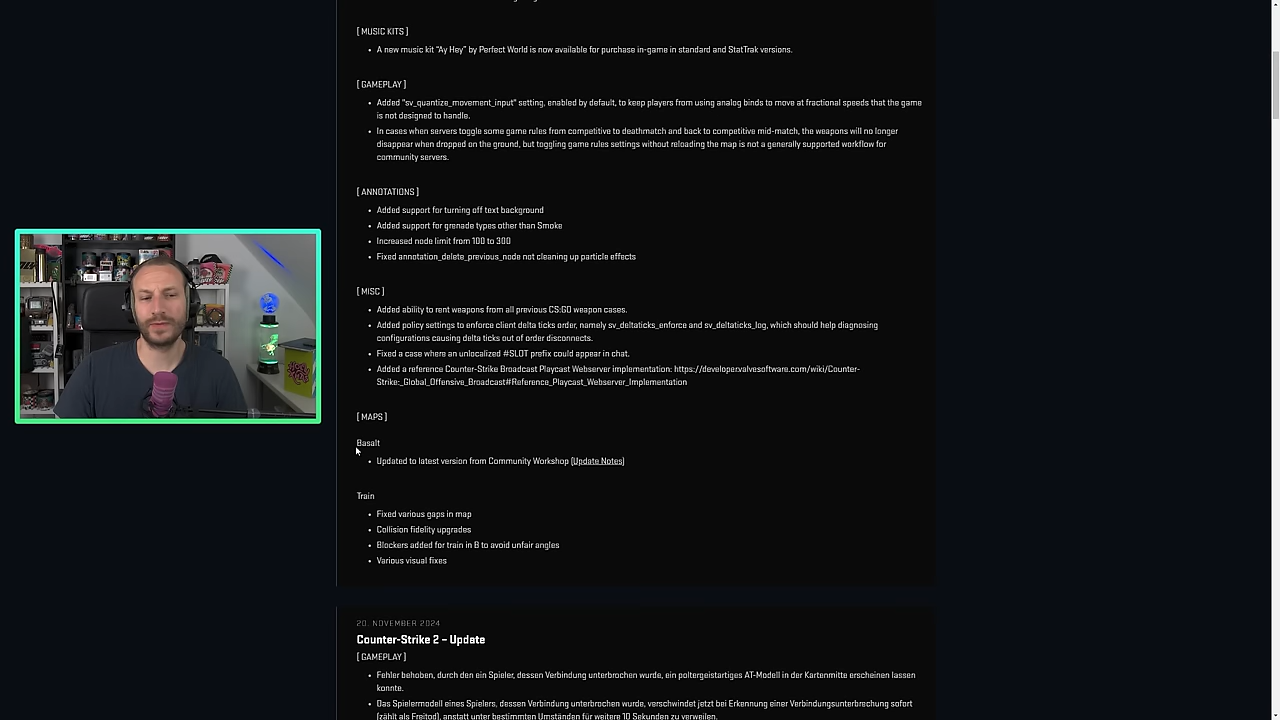 [ MUSIC KITS ]
• A new music kit “Ay Hey” by Perfect World is now available for purchase in-game in standard and StatTrak versions.
[ GAMEPLAY ]
• Added "sv_quantize_movement_input" setting, enabled by default, to keep players from using analog binds to move at fractional speeds that the game
is not designed to handle.
• In cases when servers toggle some game rules from competitive to deathmatch and back to competitive mid-match, the weapons will no longer
disappear when dropped on the ground, but toggling game rules settings without reloading the map is not a generally supported workflow for
community servers.
[ ANNOTATIONS ]
• Added support for turning off text background
• Added support for grenade types other than Smoke
• Increased node limit from 100 to 300
• Fixed annotation_delete_previous_node not cleaning up particle effects
[ MISC ]
• Added ability to rent weapons from all previous CS:GO weapon cases.
• Added policy settings to enforce client delta ticks order, namely sv_deltaticks_enforce and sv_deltaticks_log, which should help diagnosing
configurations causing delta ticks out of order disconnects.
• Fixed a case where an unlocalized #SLOT prefix could appear in chat.
• Added a reference Counter-Strike Broadcast Playcast Webserver implementation: https://developer.valvesoftware.com/wiki/Counter-
Strike:_Global_Offensive_Broadcast#Reference_Playcast_Webserver_Implementation
[ MAPS ]
Basalt
• Updated to latest version from Community Workshop (Update Notes)
Train
• Fixed various gaps in map
• Collision fidelity upgrades
• Blockers added for train in B to avoid unfair angles
• Various visual fixes
20. NOVEMBER 2024
Counter-Strike 2 – Update
[ GAMEPLAY ]
• Fehler behoben, durch den ein Spieler, dessen Verbindung unterbrochen wurde, ein poltergeistartiges AT-Modell in der Kartenmitte erscheinen lassen
konnte.
• Das Spielermodell eines Spielers, dessen Verbindung unterbrochen wurde, verschwindet jetzt bei Erkennung einer Verbindungsunterbrechung sofort
(zählt als Freitod), anstatt unter bestimmten Umständen für weitere 10 Sekunden zu verweilen.